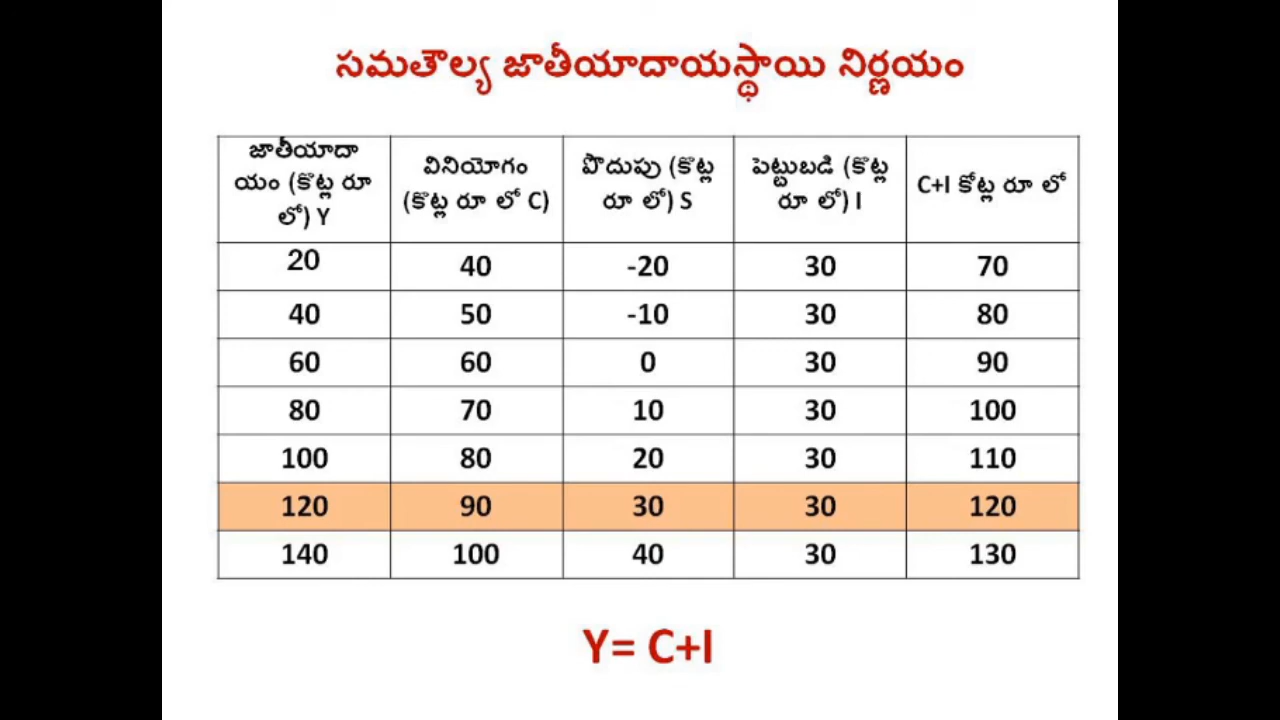 సమతౌల్య జాతీయాదాయస్థాయి నిర్ణయం
జాతీయాదా
యం (కొట్ల రూ
లో) Y
వినియోగం
(కొట్ల రూ లో C)
పొదుపు (కొట్ల
రూ లో) S
పెట్టుబడి (కొట్ల
రూ లో) I
C+I కోట్ల రూ లో
20 40 -20 30 70
40 50 -10 30 80
60 60 0 30 90
80 70 10 30 100
100 80 20 30 110
120 90 30 30 120
140 100 40 30 130
Y= C+I